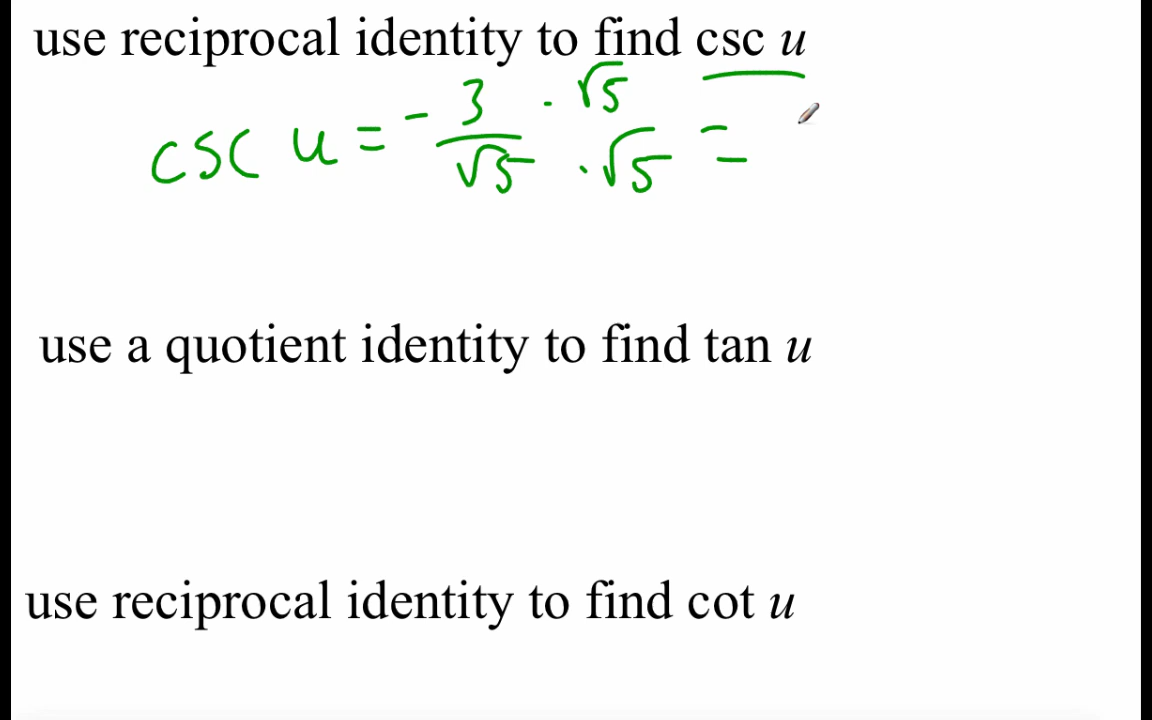 use reciprocal identity to find csc u
csc u = - 3/√5 · √5/· √5 =
use a quotient identity to find tan u
use reciprocal identity to find cot u